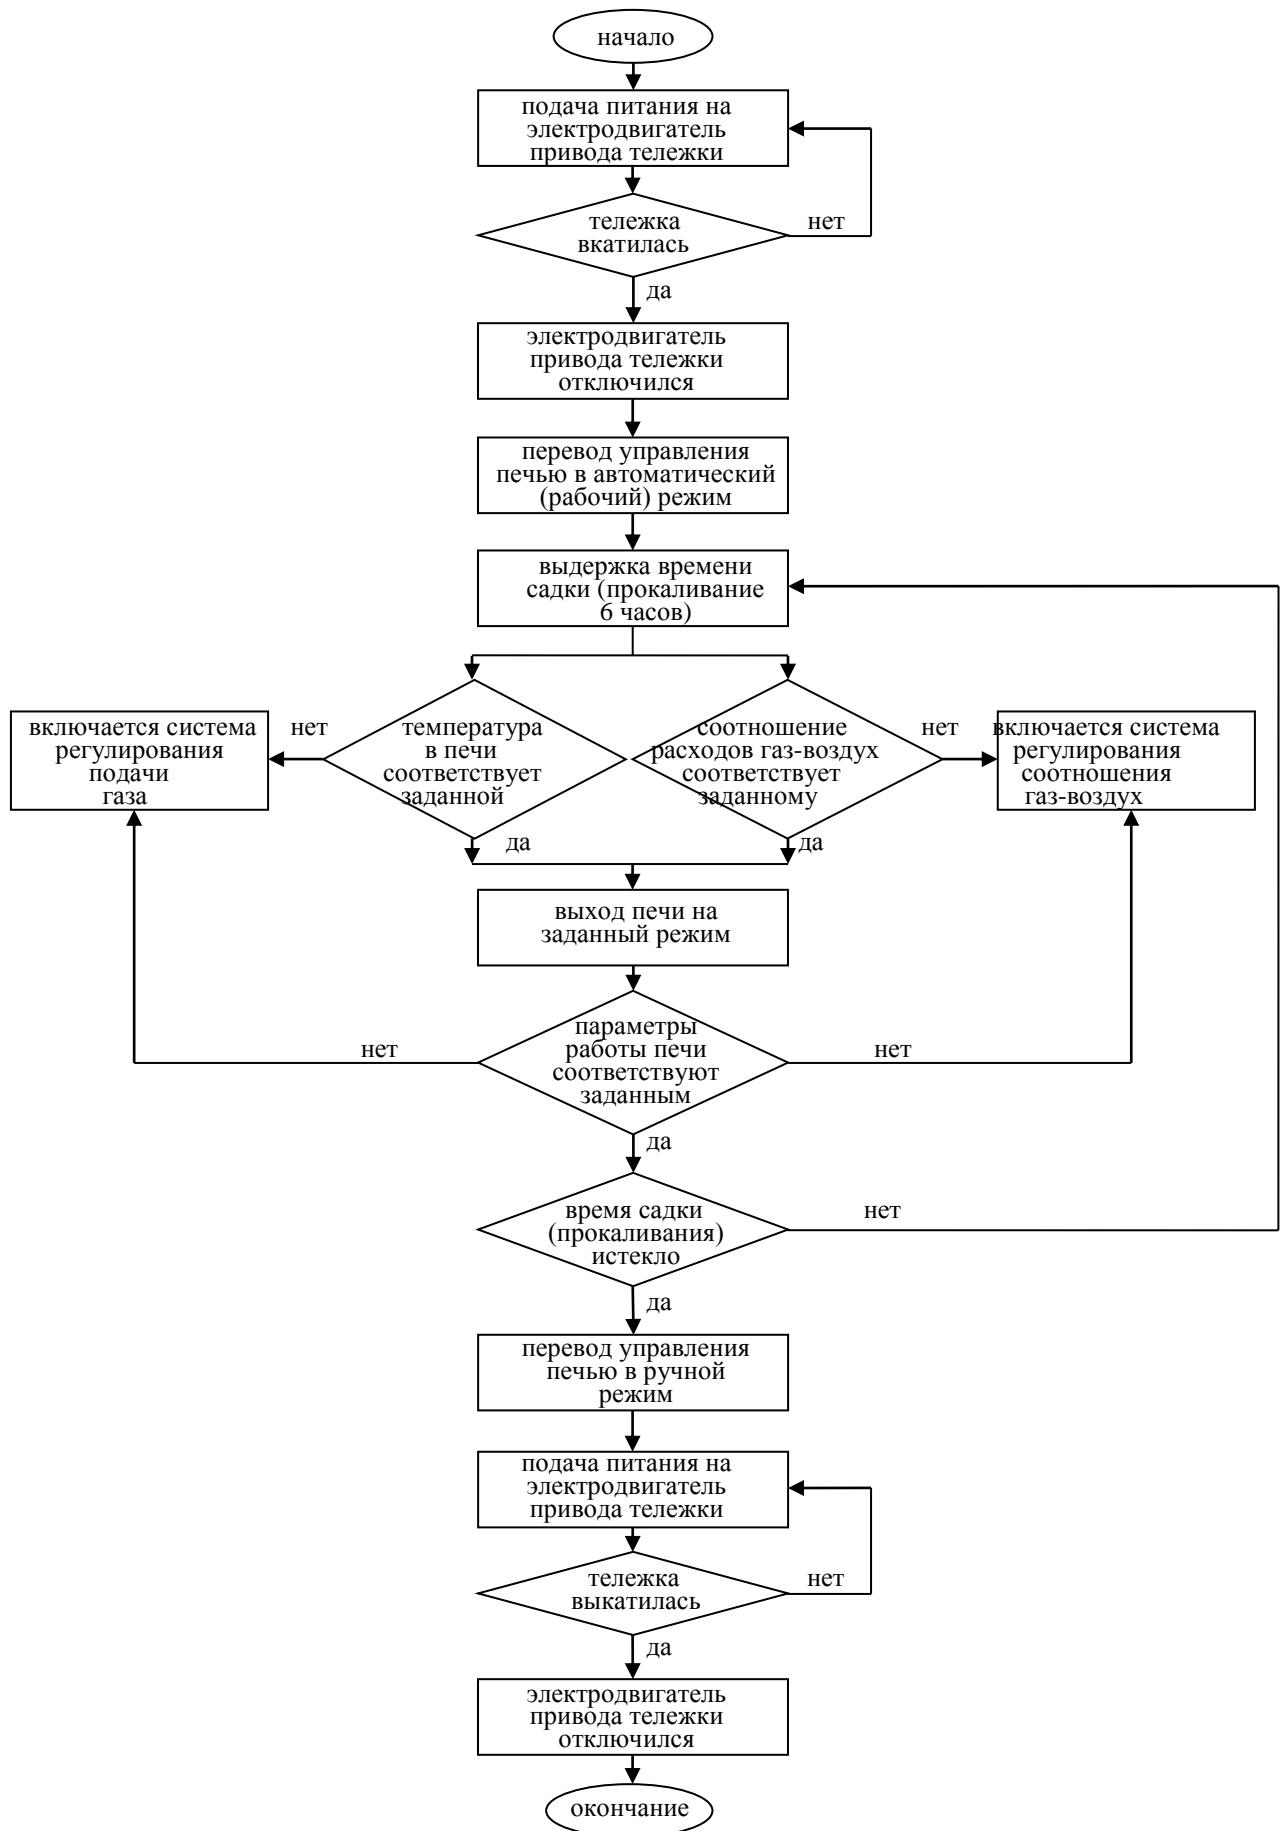 начало
подача питания на
электродвигатель
привода тележки
тележка
вкатилась
нет
да
электродвигатель
привода тележки
отключился
перевод управления
печью в автоматический
(рабочий) режим
выдержка времени
садки (прокаливание
6 часов)
включается система
регулирования
подачи
газа
нет
температура
в печи
соответствует
заданной
соотношение
расходов газ-воздух
соответствует
заданному
нет
включается система
регулирования
соотношения
газ-воздух
да
да
выход печи на
заданный режим
нет
параметры
работы печи
соответствуют
заданным
нет
да
время садки
(прокаливания)
истекло
нет
да
перевод управления
печью в ручной
режим
подача питания на
электродвигатель
привода тележки
тележка
выкатилась
нет
да
электродвигатель
привода тележки
отключился
окончание